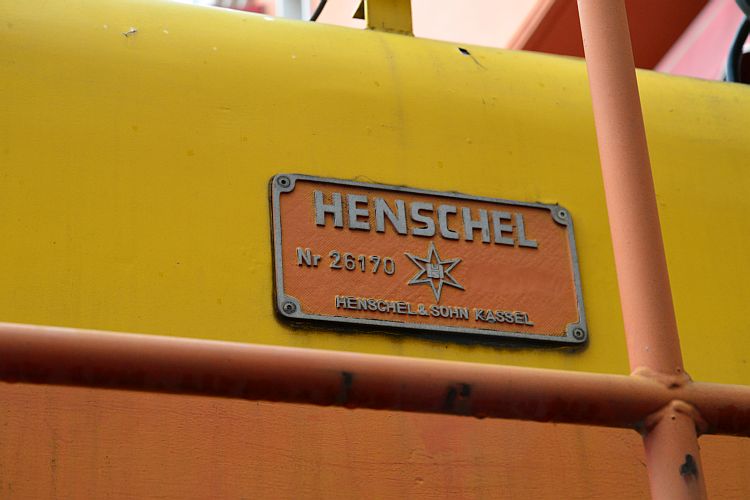 HENSCHEL
Nr 26170
HENSCHEL & SOHN KASSEL